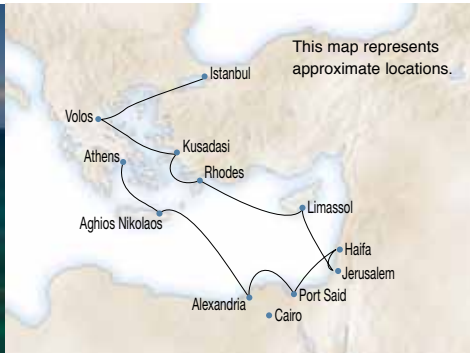 This map represents
approximate locations.
Istanbul
Volos
Kusadasi
Athens
Rhodes
Aghios Nikolaos
Limassol
Haifa
Jerusalem
Port Said
Alexandria
Cairo